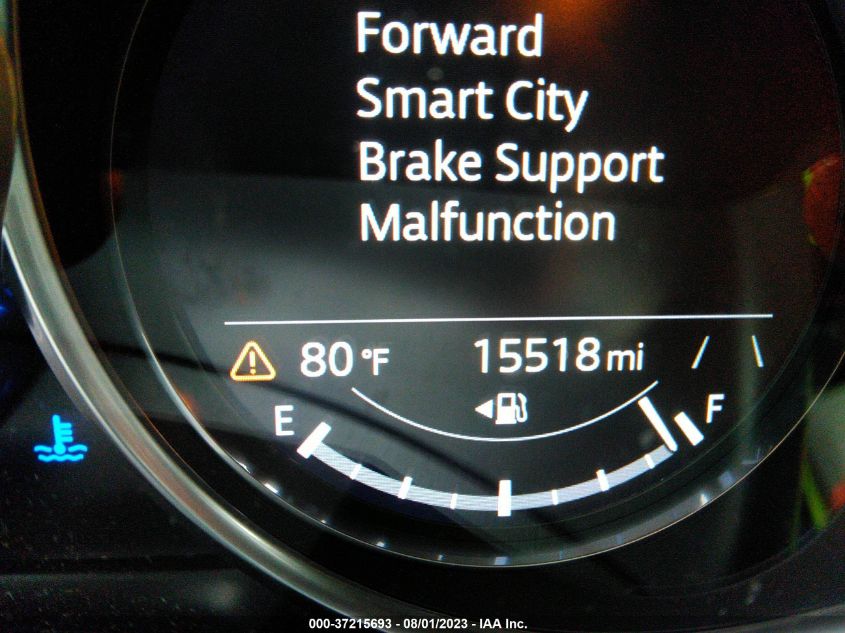 Forward
Smart City
Brake Support
Malfunction
80 °F 15518 mi
E F
000-37215693 - 08/01/2023 - IAA Inc.